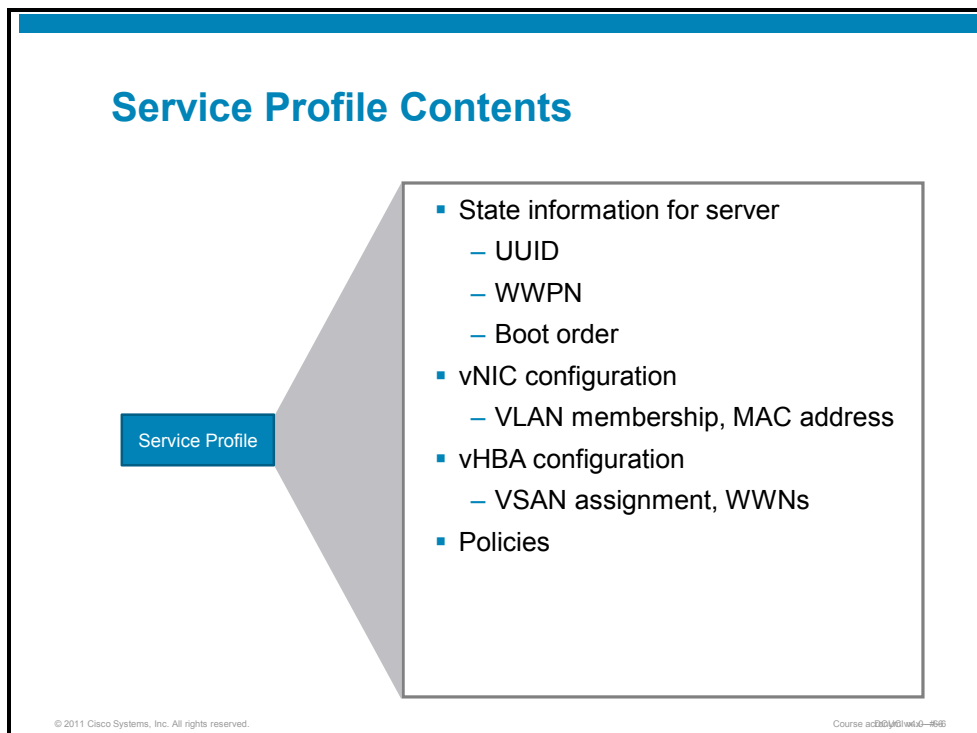 Service Profile Contents
▪ State information for server
– UUID
– WWPN
– Boot order
▪ vNIC configuration
– VLAN membership, MAC address
▪ vHBA configuration
– VSAN assignment, WWNs
▪ Policies
Service Profile
© 2011 Cisco Systems, Inc. All rights reserved.
Course